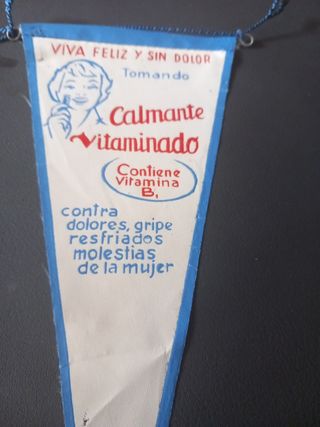 VIVA FELIZ Y SIN DOLOR
Tomando
Calmante
Vitaminado
Contiene
Vitamina
B₁
contra
dolores, gripe
resfriados
molestias
de la mujer